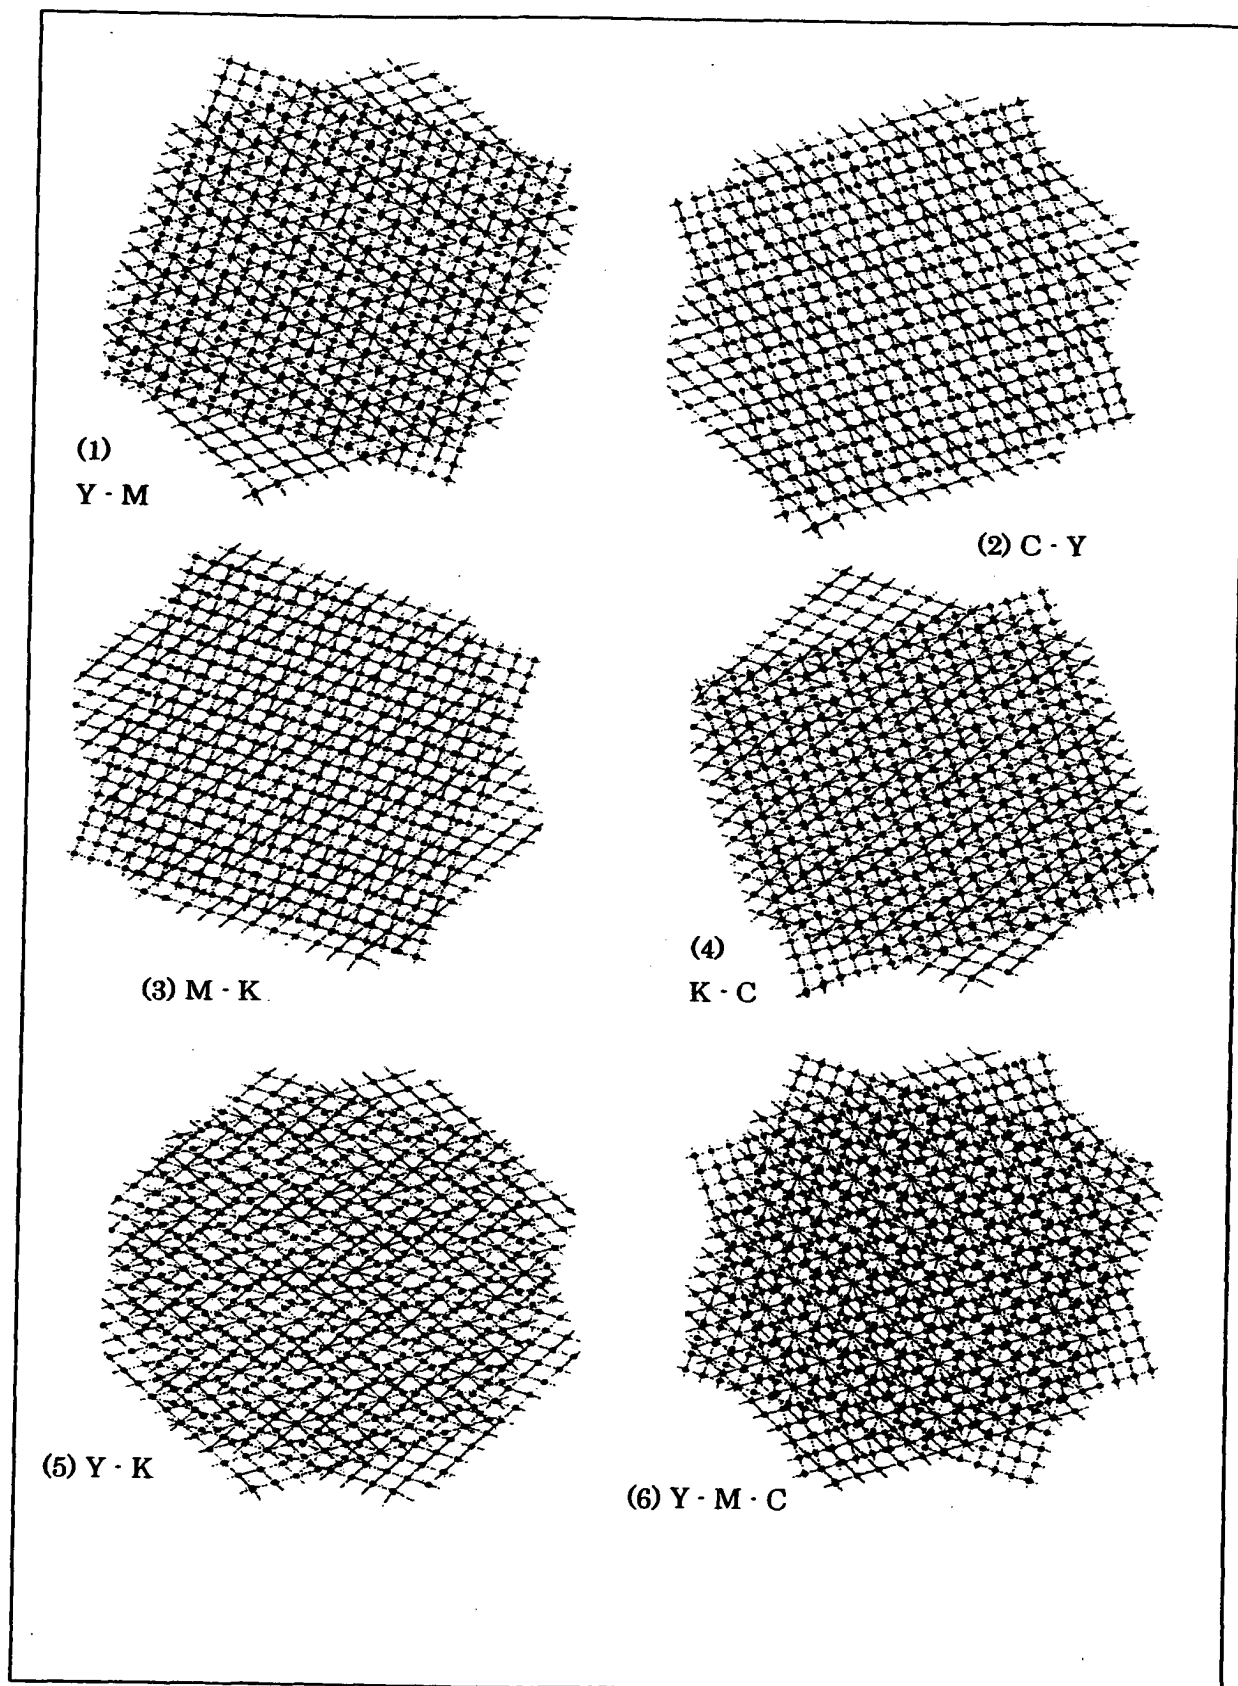 (1)
Y - M
(2) C - Y
(3) M - K
(4)
K - C
(5) Y - K
(6) Y - M - C